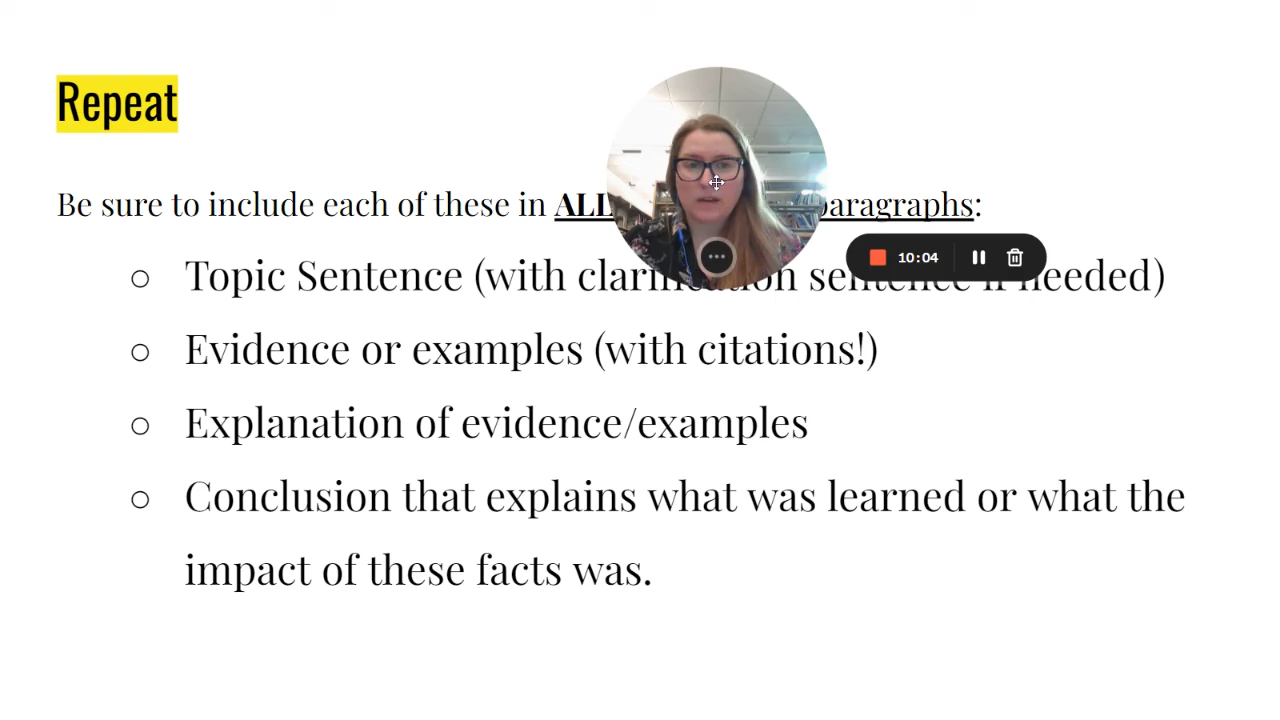 Repeat
Be sure to include each of these in ALL paragraphs:
○ Topic Sentence (with clarification sentence if needed)
10:04
○ Evidence or examples (with citations!)
○ Explanation of evidence/examples
○ Conclusion that explains what was learned or what the
impact of these facts was.